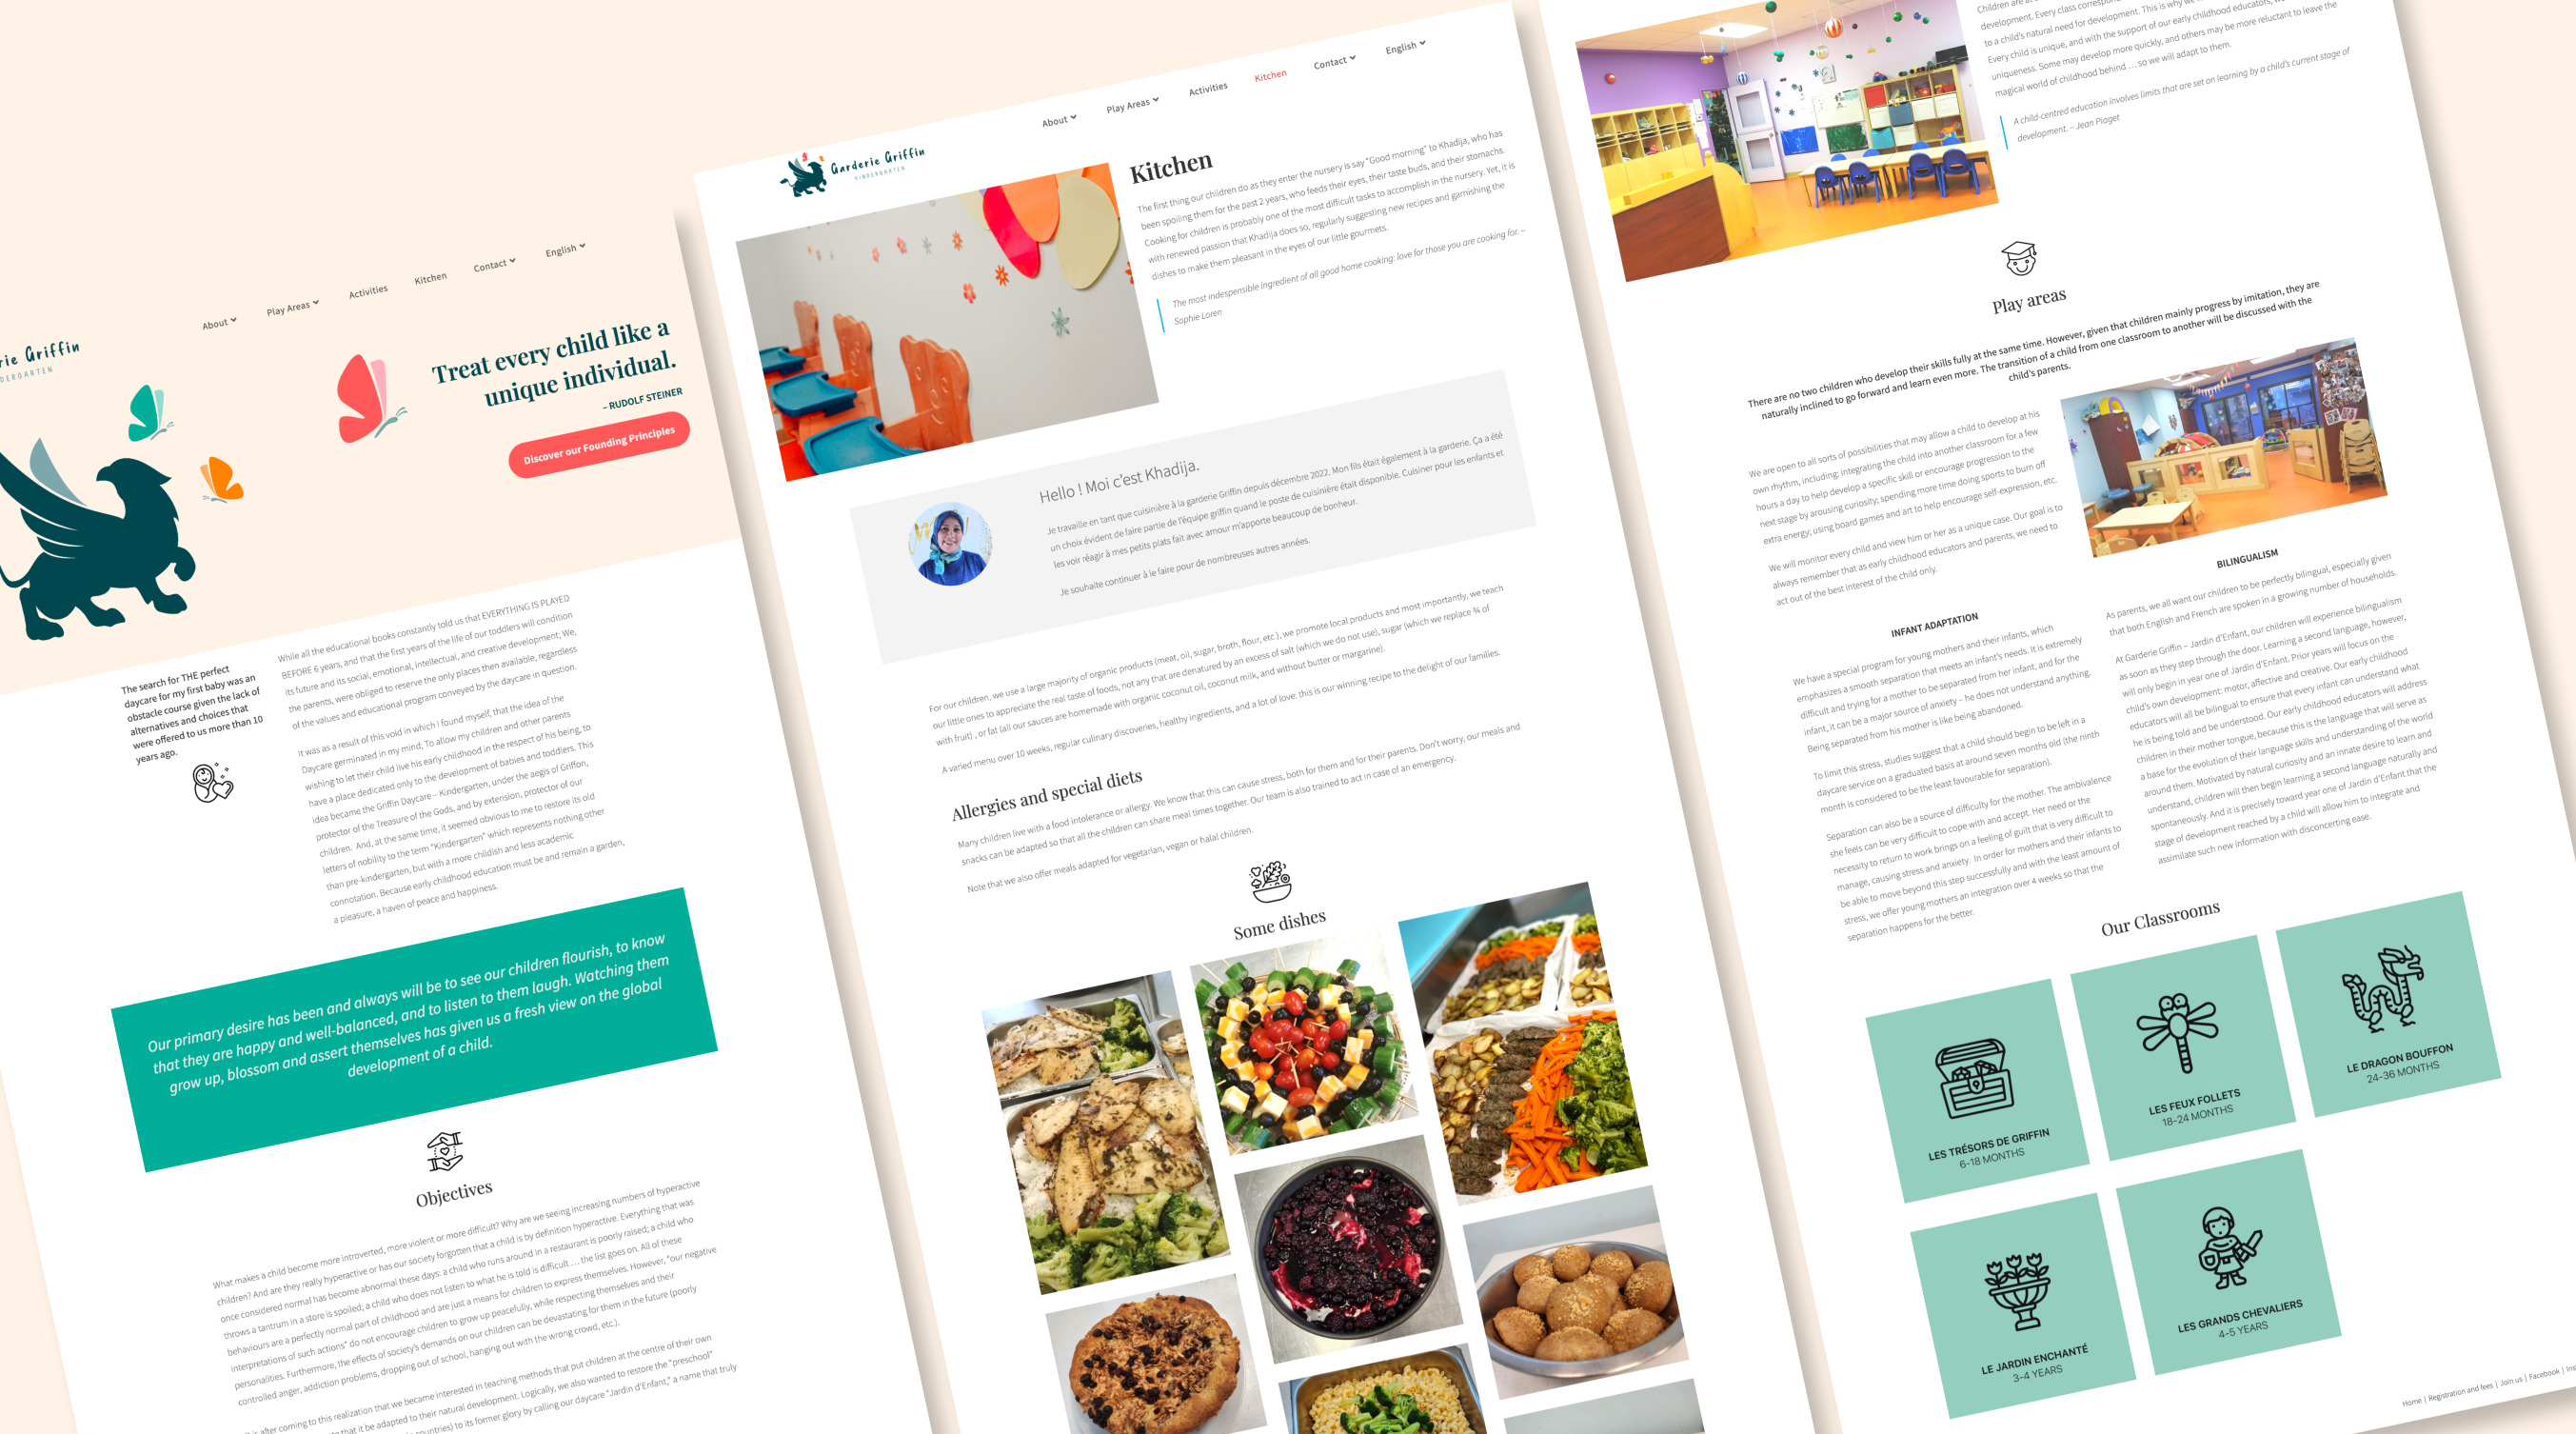 rie Griffin
DERGARTEN
About
Play Areas
Activities
Kitchen
Contact
English
Treat every child like a
unique individual.
– RUDOLF STEINER
Discover our Founding Principles
The search for THE perfect
daycare for my first baby was an
obstacle course given the lack of
alternatives and choices that
were offered to us more than 10
years ago.
While all the educational books constantly told us that EVERYTHING IS PLAYED
BEFORE 6 years, and that the first years of the life of our toddlers will condition
its future and its social, emotional, intellectual, and creative development; We,
the parents, were obliged to reserve the only places then available, regardless
of the values and educational program conveyed by the daycare in question.
It was as a result of this void in which I found myself, that the idea of the
Daycare germinated in my mind; To allow my children and other parents
wishing to let their child live his early childhood in the respect of his being, to
have a place dedicated only to the development of babies and toddlers. This
idea became the Griffin Daycare – Kindergarten, under the aegis of Griffon,
protector of the Treasure of the Gods, and by extension, protector of our
children. And, at the same time, it seemed obvious to me to restore its old
letters of nobility to the term "Kindergarten" which represents nothing other
than pre-kindergarten, but with a more childish and less academic
connotation. Because early childhood education must be and remain a garden,
a pleasure, a haven of peace and happiness.
Our primary desire has been and always will be to see our children flourish, to know
that they are happy and well-balanced, and to listen to them laugh. Watching them
grow up, blossom and assert themselves has given us a fresh view on the global
development of a child.
Objectives
What makes a child become more introverted, more violent or more difficult? Why are we seeing increasing numbers of hyperactive
children? And are they really hyperactive or has our society forgotten that a child is by definition hyperactive. Everything that was
once considered normal has become abnormal these days: a child who runs around in a restaurant is poorly raised; a child who
throws a tantrum in a store is spoiled; a child who does not listen to what he is told is difficult … the list goes on. All of these
behaviours are a perfectly normal part of childhood and are just a means for children to express themselves. However, "our negative
interpretations of such actions" do not encourage children to grow up peacefully, while respecting themselves and their
personalities. Furthermore, the effects of society's demands on our children can be devastating for them in the future (poorly
controlled anger, addiction problems, dropping out of school, hanging out with the wrong crowd, etc.).
is after coming to this realization that we became interested in teaching methods that put children at the centre of their own
that it be adapted to their natural development. Logically, we also wanted to restore the "preschool"
countries) to its former glory by calling our daycare "Jardin d'Enfant," a name that truly
Garderie Griffin
KINDERGARTEN
About
Play Areas
Activities
Kitchen
Contact
English
Kitchen
The first thing our children do as they enter the nursery is say "Good morning" to Khadija, who has
been spoiling them for the past 2 years, who feeds their eyes, their taste buds, and their stomachs.
Cooking for children is probably one of the most difficult tasks to accomplish in the nursery. Yet, it is
with renewed passion that Khadija does so, regularly suggesting new recipes and garnishing the
dishes to make them pleasant in the eyes of our little gourmets.
The most indespensible ingredient of all good home cooking: love for those you are cooking for. –
Sophie Loren
Hello ! Moi c'est Khadija.
Je travaille en tant que cuisinière à la garderie Griffin depuis décembre 2022. Mon fils était également à la garderie. Ça a été
un choix évident de faire partie de l'équipe griffin quand le poste de cuisinière était disponible. Cuisiner pour les enfants et
les voir réagir à mes petits plats fait avec amour m'apporte beaucoup de bonheur.
Je souhaite continuer à le faire pour de nombreuses autres années.
For our children, we use a large majority of organic products (meat, oil, sugar, broth, flour, etc.), we promote local products and most importantly, we teach
our little ones to appreciate the real taste of foods, not any that are denatured by an excess of salt (which we do not use), sugar (which we replace ¾ of
with fruit) , or fat (all our sauces are homemade with organic coconut oil, coconut milk, and without butter or margarine).
A varied menu over 10 weeks, regular culinary discoveries, healthy ingredients, and a lot of love: this is our winning recipe to the delight of our families.
Allergies and special diets
Many children live with a food intolerance or allergy. We know that this can cause stress, both for them and for their parents. Don't worry, our meals and
snacks can be adapted so that all the children can share meal times together. Our team is also trained to act in case of an emergency.
Note that we also offer meals adapted for vegetarian, vegan or halal children.
Some dishes
Children are at
development. Every class correspon
to a child's natural need for development. This is why we
Every child is unique, and with the support of our early childhood educators,
uniqueness. Some may develop more quickly, and others may be more reluctant to leave the
magical world of childhood behind … so we will adapt to them.
A child-centred education involves limits that are set on learning by a child's current stage of
development. – Jean Piaget
Play areas
There are no two children who develop their skills fully at the same time. However, given that children mainly progress by imitation, they are
naturally inclined to go forward and learn even more. The transition of a child from one classroom to another will be discussed with the
child's parents.
We are open to all sorts of possibilities that may allow a child to develop at his
own rhythm, including: integrating the child into another classroom for a few
hours a day to help develop a specific skill or encourage progression to the
next stage by arousing curiosity; spending more time doing sports to burn off
extra energy; using board games and art to help encourage self-expression, etc.
We will monitor every child and view him or her as a unique case. Our goal is to
always remember that as early childhood educators and parents, we need to
act out of the best interest of the child only.
INFANT ADAPTATION
We have a special program for young mothers and their infants, which
emphasizes a smooth separation that meets an infant's needs. It is extremely
difficult and trying for a mother to be separated from her infant, and for the
infant, it can be a major source of anxiety – he does not understand anything.
Being separated from his mother is like being abandoned.
To limit this stress, studies suggest that a child should begin to be left in a
daycare service on a graduated basis at around seven months old (the ninth
month is considered to be the least favourable for separation).
Separation can also be a source of difficulty for the mother. The ambivalence
she feels can be very difficult to cope with and accept. Her need or the
necessity to return to work brings on a feeling of guilt that is very difficult to
manage, causing stress and anxiety. In order for mothers and their infants to
be able to move beyond this step successfully and with the least amount of
stress, we offer young mothers an integration over 4 weeks so that the
separation happens for the better.
BILINGUALISM
As parents, we all want our children to be perfectly bilingual, especially given
that both English and French are spoken in a growing number of households.
At Garderie Griffin – Jardin d'Enfant, our children will experience bilingualism
as soon as they step through the door. Learning a second language, however,
will only begin in year one of Jardin d'Enfant. Prior years will focus on the
child's own development: motor, affective and creative. Our early childhood
educators will all be bilingual to ensure that every infant can understand what
he is being told and be understood. Our early childhood educators will address
children in their mother tongue, because this is the language that will serve as
a base for the evolution of their language skills and understanding of the world
around them. Motivated by natural curiosity and an innate desire to learn and
understand, children will then begin learning a second language naturally and
spontaneously. And it is precisely toward year one of Jardin d'Enfant that the
stage of development reached by a child will allow him to integrate and
assimilate such new information with disconcerting ease.
Our Classrooms
LES TRÉSORS DE GRIFFIN
6-18 MONTHS
LES FEUX FOLLETS
18-24 MONTHS
LE DRAGON BOUFFON
24-36 MONTHS
LE JARDIN ENCHANTÉ
3-4 YEARS
LES GRANDS CHEVALIERS
4-5 YEARS
Home | Registration and fees | Join us | Facebook | Ins